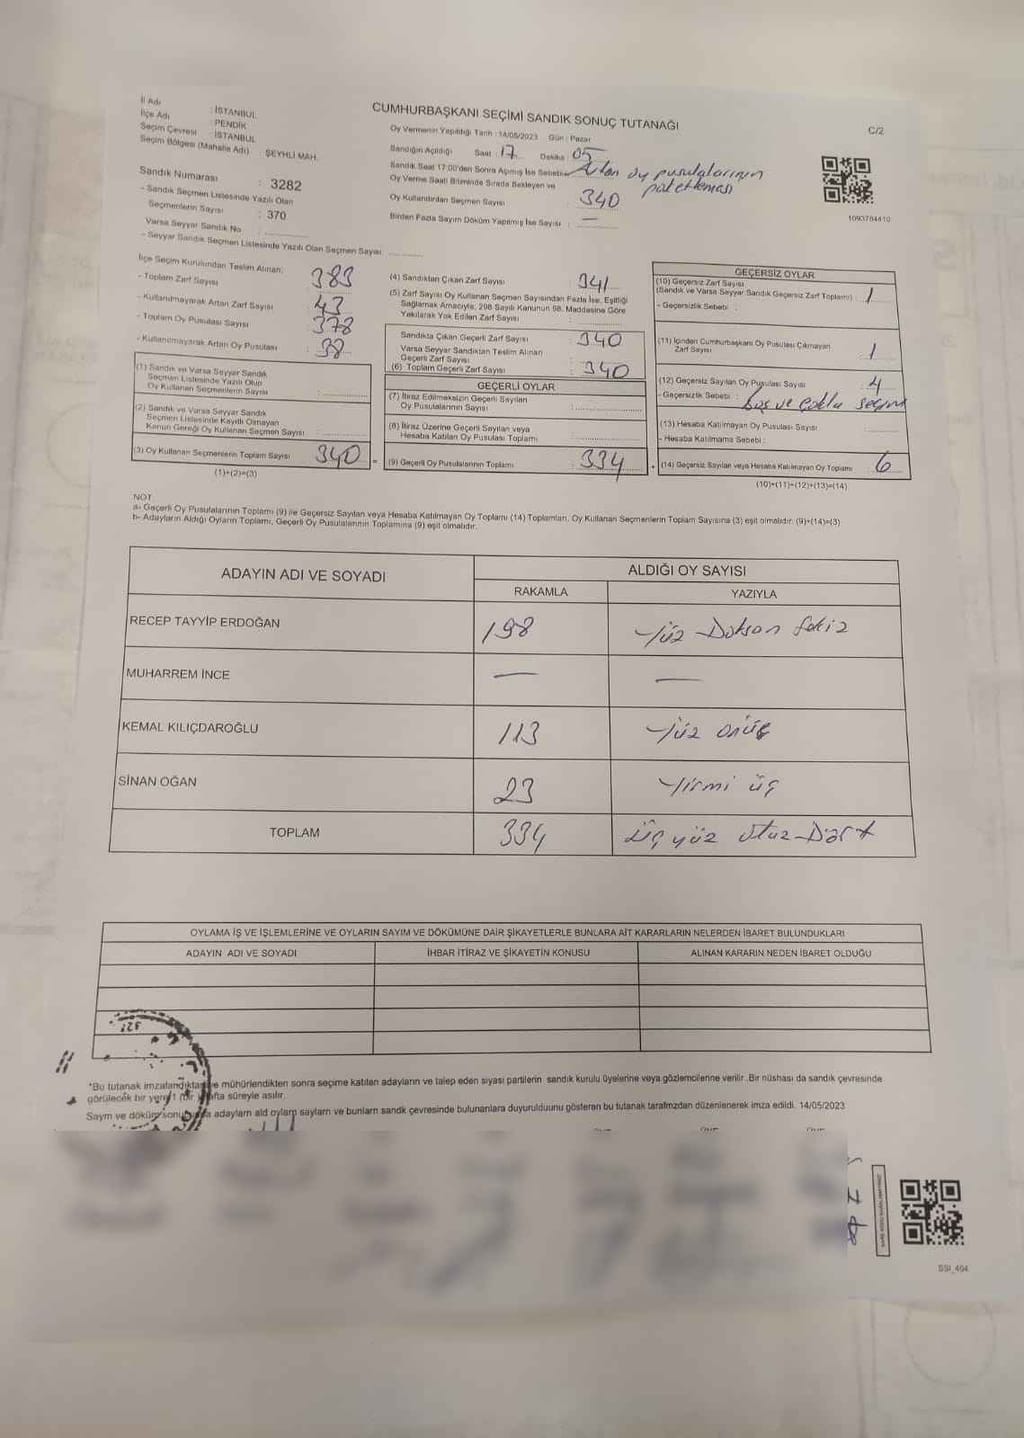 İl Adı : İSTANBUL
İlçe Adı : PENDİK
Seçim Çevresi : İSTANBUL
Seçim Bölgesi (Mahalle Adı) : ŞEYHLİ MAH.
Sandık Numarası : 3282
- Sandık Seçmen Listesinde Yazılı Olan
Seçmenlerin Sayısı : 370
Varsa Seyyar Sandık No :
- Seyyar Sandık Seçmen Listesinde Yazılı Olan Seçmen Sayısı
CUMHURBAŞKANI SEÇİMİ SANDIK SONUÇ TUTANAĞI
Oy Vermenin Yapıldığı Tarih : 14/05/2023 Gün : Pazar
Sandığın Açıldığı Saat : 17 Dakika : 05
Sandık Saat 17:00'den Sonra Açılmış İse Sebebi Artan oy pusulalarının
paketlemesi
Oy Verme Saati Bitiminde Sırada Bekleyen ve
Oy Kullandırılan Seçmen Sayısı : 340
Birden Fazla Sayım Döküm Yapılmış İse Sayısı : —
C/2
1093784410
İlçe Seçim Kurulundan Teslim Alınan:
- Toplam Zarf Sayısı : 383
- Kullanılmayarak Artan Zarf Sayısı : 43
- Toplam Oy Pusulası Sayısı : 378
- Kullanılmayarak Artan Oy Pusulası : 38
(1) Sandık ve Varsa Seyyar Sandık
Seçmen Listesinde Yazılı Olup
Oy Kullanan Seçmenlerin Sayısı :
(2) Sandık ve Varsa Seyyar Sandık
Seçmen Listesinde Kayıtlı Olmayan
Kanun Gereği Oy Kullanan Seçmen Sayısı :
(3) Oy Kullanan Seçmenlerin Toplam Sayısı : 340
(1)+(2)=(3)
(4) Sandıktan Çıkan Zarf Sayısı : 341
(5) Zarf Sayısı Oy Kullanan Seçmen Sayısından Fazla İse, Eşitliği
Sağlamak Amacıyla, 298 Sayılı Kanunun 98. Maddesine Göre
Yakılarak Yok Edilen Zarf Sayısı :
Sandıkta Çıkan Geçerli Zarf Sayısı : 340
Varsa Seyyar Sandıktan Teslim Alınan
Geçerli Zarf Sayısı :
(6) Toplam Geçerli Zarf Sayısı : 340
GEÇERLİ OYLAR
(7) İtiraz Edilmeksizin Geçerli Sayılan
Oy Pusulalarının Sayısı :
(8) İtiraz Üzerine Geçerli Sayılan veya
Hesaba Katılan Oy Pusulası Toplamı :
(9) Geçerli Oy Pusulalarının Toplamı : 334
GEÇERSİZ OYLAR
(10) Geçersiz Zarf Sayısı
(Sandık ve Varsa Seyyar Sandık Geçersiz Zarf Toplamı) : 1
- Geçersizlik Sebebi :
(11) İçinden Cumhurbaşkanı Oy Pusulası Çıkmayan
Zarf Sayısı : 1
(12) Geçersiz Sayılan Oy Pusulası Sayısı : 4
- Geçersizlik Sebebi : boş ve çoklu seçim
(13) Hesaba Katılmayan Oy Pusulası Sayısı :
- Hesaba Katılmama Sebebi :
(14) Geçersiz Sayılan veya Hesaba Katılmayan Oy Toplamı : 6
(10)+(11)+(12)+(13)=(14)
NOT
a- Geçerli Oy Pusulalarının Toplamı (9) ile Geçersiz Sayılan veya Hesaba Katılmayan Oy Toplamı (14) Toplamları, Oy Kullanan Seçmenlerin Toplam Sayısına (3) eşit olmalıdır. (9)+(14)=(3)
b- Adayların Aldığı Oyların Toplamı, Geçerli Oy Pusulalarının Toplamına (9) eşit olmalıdır.
ADAYIN ADI VE SOYADI ALDIĞI OY SAYISI
RAKAMLA YAZIYLA
RECEP TAYYİP ERDOĞAN 198 Yüz Doksan Sekiz
MUHARREM İNCE — —
KEMAL KILIÇDAROĞLU 113 Yüz onüç
SİNAN OĞAN 23 Yirmi üç
TOPLAM 334 Üç yüz otuz-Dört
OYLAMA İŞ VE İŞLEMLERİNE VE OYLARIN SAYIM VE DÖKÜMÜNE DAİR ŞİKAYETLERLE BUNLARA AİT KARARLARIN NELERDEN İBARET BULUNDUKLARI
ADAYIN ADI VE SOYADI İHBAR İTİRAZ VE ŞİKAYETİN KONUSU ALINAN KARARIN NEDEN İBARET OLDUĞU
*Bu tutanak imzalandıktan ve mühürlendikten sonra seçime katılan adayların ve talep eden siyasi partilerin sandık kurulu üyelerine veya gözlemcilerine verilir. Bir nüshası da sandık çevresinde
görülecek bir yere 1 bir hafta süreyle asılır.
Sayım ve döküm sonu adayların ald oyların sayların ve bunların sandk çevresinde bulunanlara duyurulduunu gösteren bu tutanak tarafmzdan düzenlenerek imza edildi. 14/05/2023
SSI_404